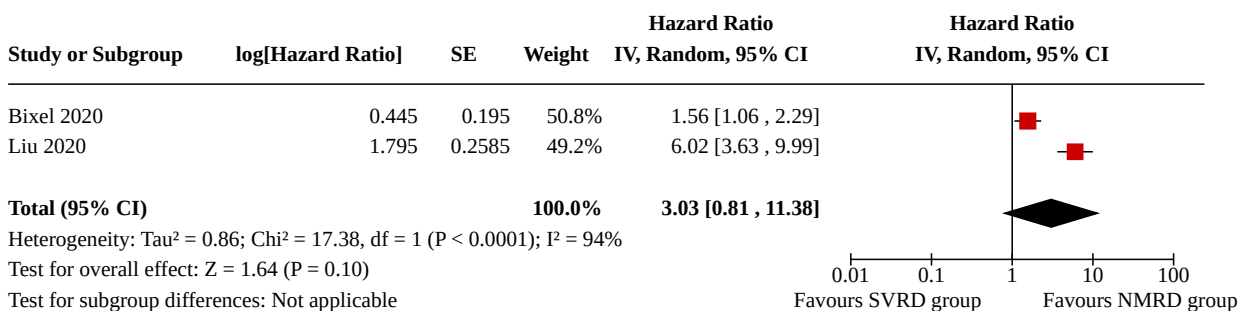 Hazard Ratio Hazard Ratio
Study or Subgroup log[Hazard Ratio] SE Weight IV, Random, 95% CI IV, Random, 95% CI
Bixel 2020 0.445 0.195 50.8% 1.56 [1.06 , 2.29]
Liu 2020 1.795 0.2585 49.2% 6.02 [3.63 , 9.99]
Total (95% CI) 100.0% 3.03 [0.81 , 11.38]
Heterogeneity: Tau² = 0.86; Chi² = 17.38, df = 1 (P < 0.0001); I² = 94%
Test for overall effect: Z = 1.64 (P = 0.10) 0.01 0.1 1 10 100
Test for subgroup differences: Not applicable Favours SVRD group Favours NMRD group